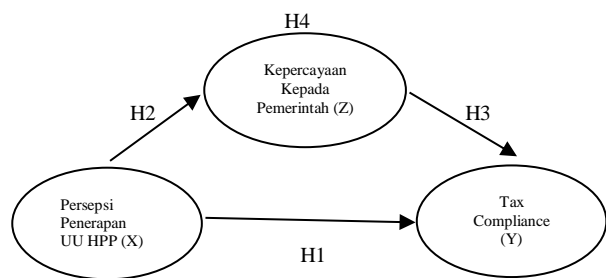 H4
Kepercayaan
Kepada
Pemerintah (Z)
H2
H3
Persepsi
Penerapan
UU HPP (X)
Tax
Compliance
(Y)
H1